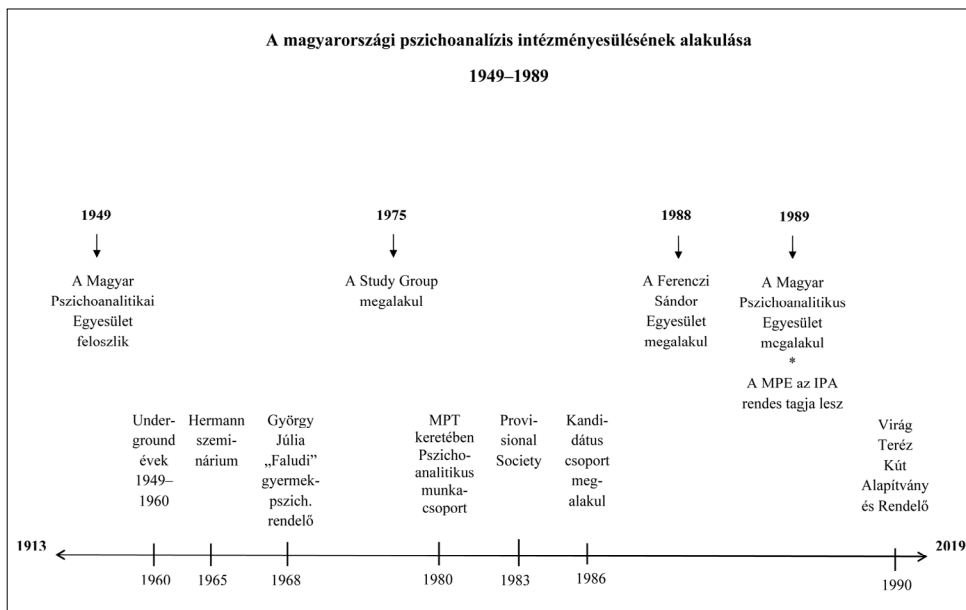 A magyarországi pszichoanalízis intézményesülésének alakulása
1949–1989
1949
A Magyar
Pszichoanalitikai
Egyesület
feloszlik
1975
A Study Group
megalakul
1988
A Ferenczi
Sándor
Egyesület
megalakul
1989
A Magyar
Pszichoanalitikus
Egyesület
megalakul
*
A MPE az IPA
rendes tagja lesz
Under-
ground
évek
1949–
1960
Hermann
szemi-
nárium
György
Júlia
„Faludi”
gyermek-
pszich.
rendelő
MPT
keretében
Pszicho-
analitikus
munka-
csoport
Provi-
sional
Society
Kandi-
dátus
csoport
meg-
alakul
Virág
Teréz
Kút
Alapítvány
és Rendelő
1913
2019
1960
1965
1968
1980
1983
1986
1990